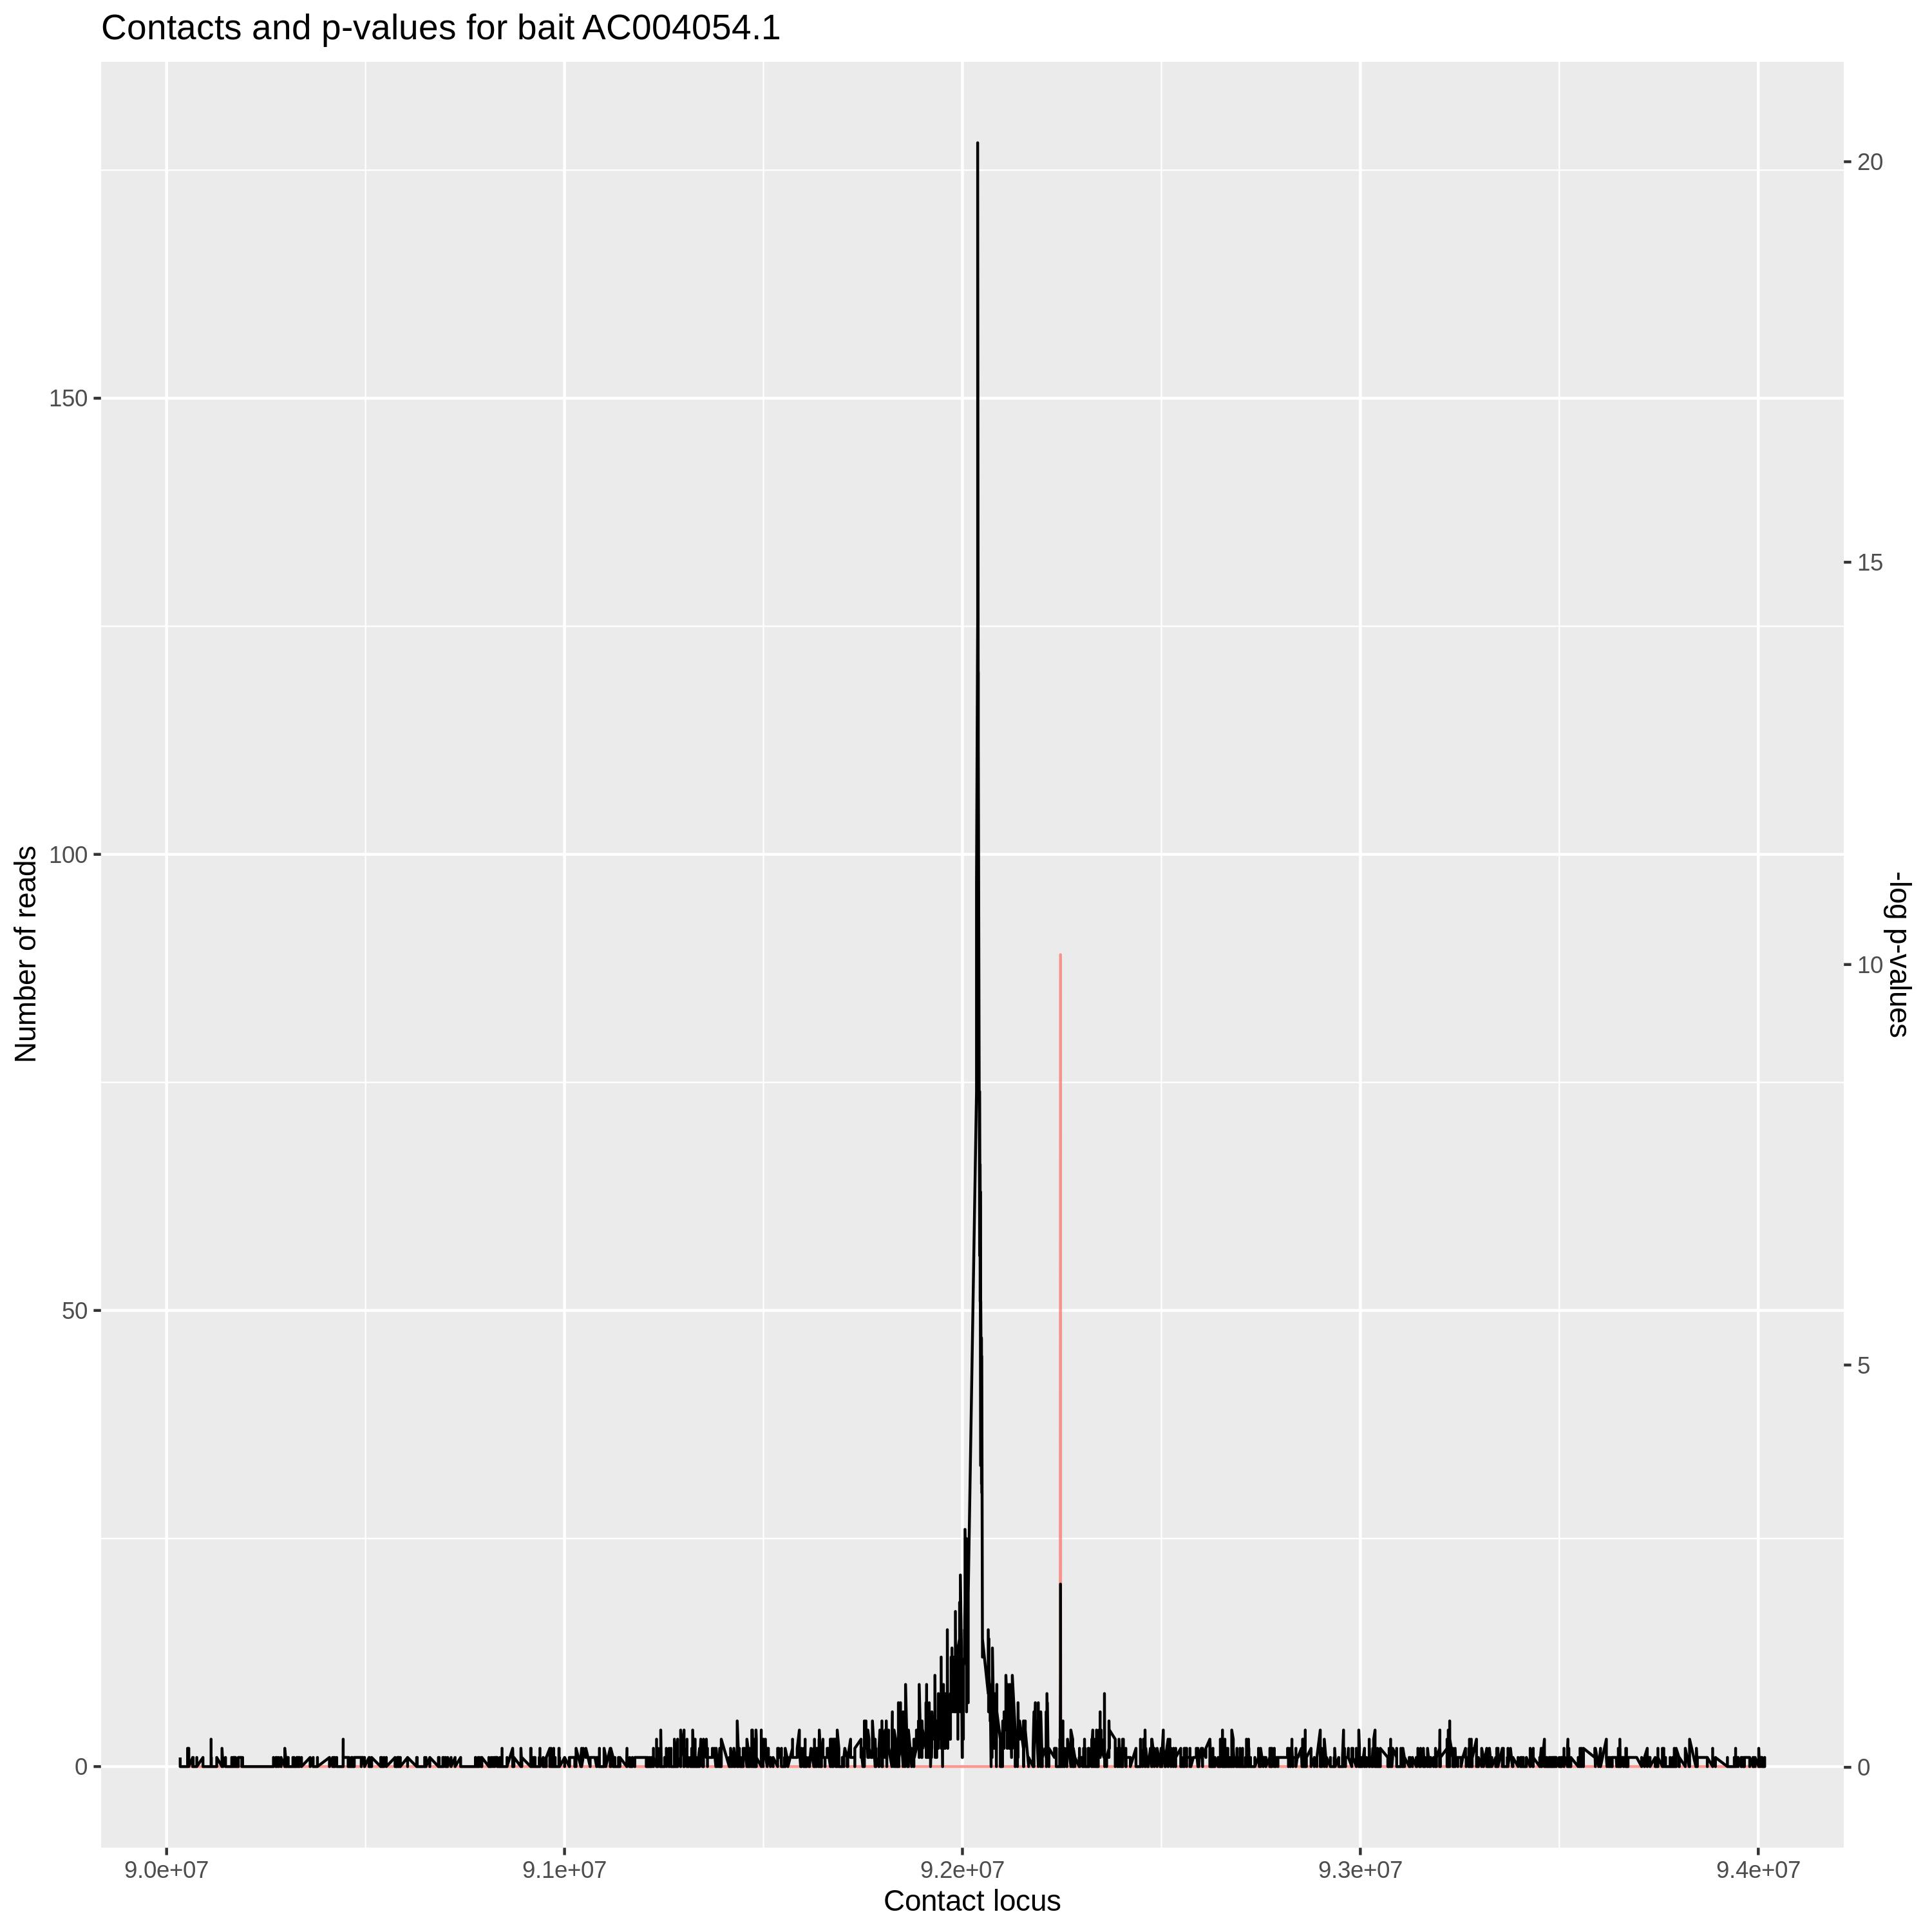 Contacts and p-values for bait AC004054.1
Number of reads
150
100
50
0
20
15
10
5
0
-log p-values
9.0e+07
9.1e+07
9.2e+07
9.3e+07
9.4e+07
Contact locus